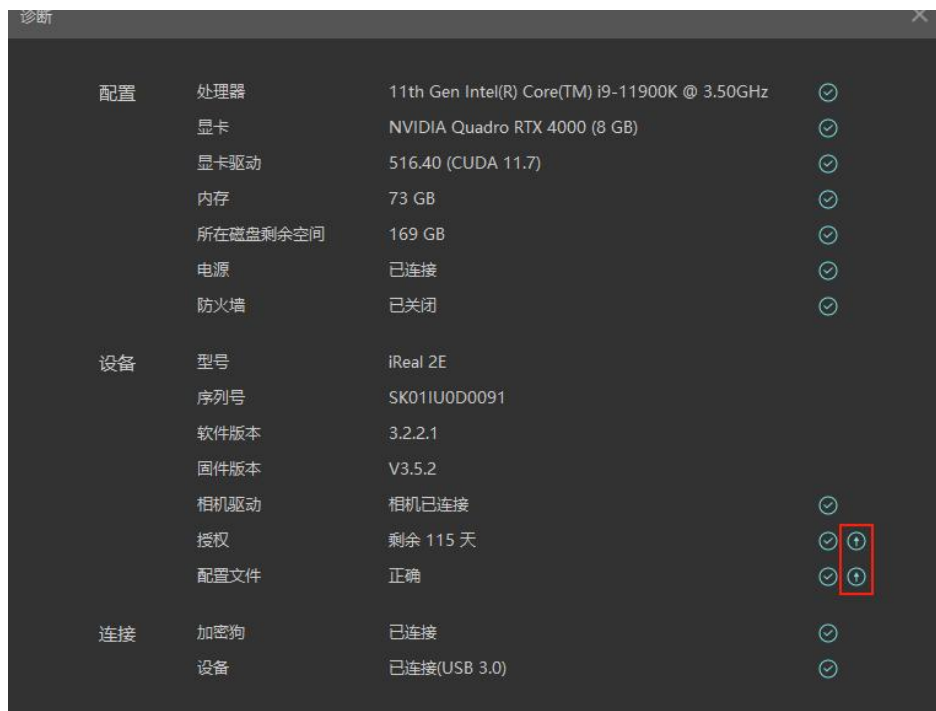 诊断
配置 处理器 11th Gen Intel(R) Core(TM) i9-11900K @ 3.50GHz
显卡 NVIDIA Quadro RTX 4000 (8 GB)
显卡驱动 516.40 (CUDA 11.7)
内存 73 GB
所在磁盘剩余空间 169 GB
电源 已连接
防火墙 已关闭
设备 型号 iReal 2E
序列号 SK01IU0D0091
软件版本 3.2.2.1
固件版本 V3.5.2
相机驱动 相机已连接
授权 剩余 115 天
配置文件 正确
连接 加密狗 已连接
设备 已连接(USB 3.0)